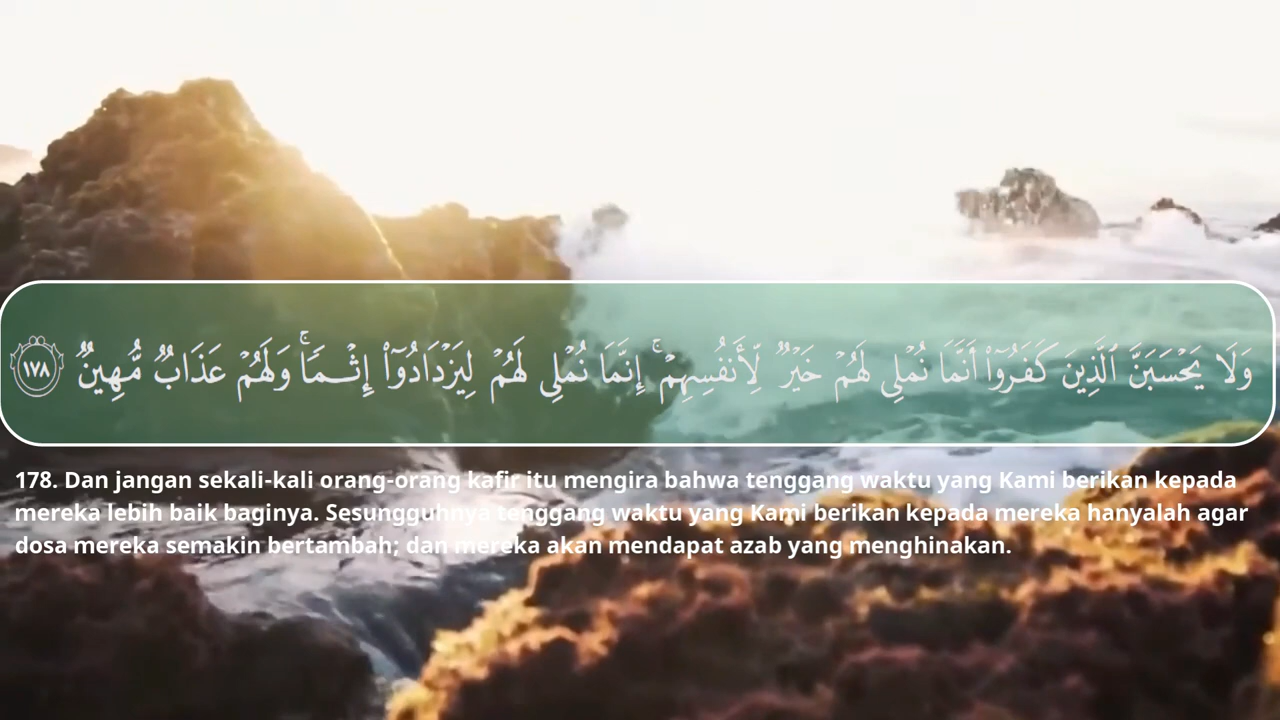 وَلَا يَحْسَبَنَّ ٱلَّذِينَ كَفَرُوٓا۟ أَنَّمَا نُمْلِى لَهُمْ خَيْرٌ لِّأَنفُسِهِمْ ۚ إِنَّمَا نُمْلِى لَهُمْ لِيَزْدَادُوٓا۟ إِثْمًا ۚ وَلَهُمْ عَذَابٌ مُّهِينٌ ١٧٨
178. Dan jangan sekali-kali orang-orang kafir itu mengira bahwa tenggang waktu yang Kami berikan kepada
mereka lebih baik baginya. Sesungguhnya tenggang waktu yang Kami berikan kepada mereka hanyalah agar
dosa mereka semakin bertambah; dan mereka akan mendapat azab yang menghinakan.